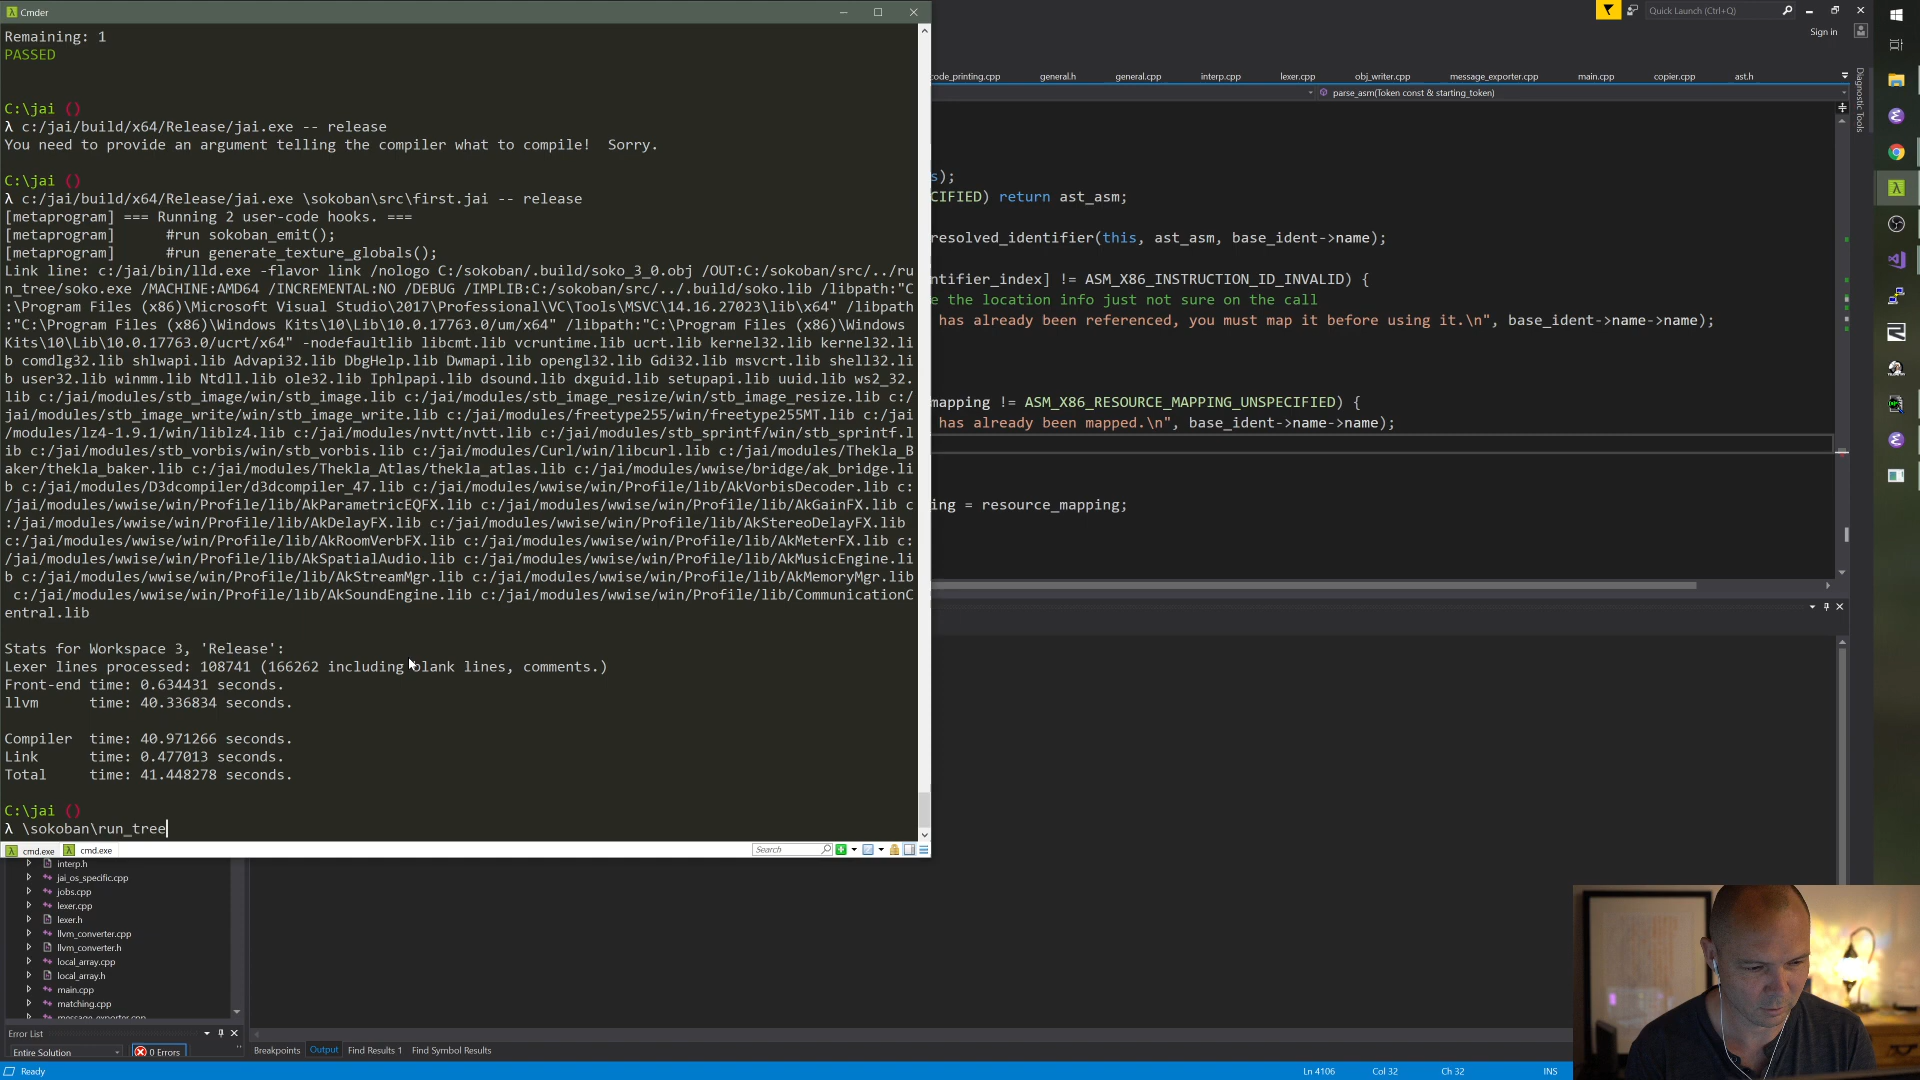 Cmder
Remaining: 1
PASSED
C:\jai ()
λ c:/jai/build/x64/Release/jai.exe -- release
You need to provide an argument telling the compiler what to compile!  Sorry.
C:\jai ()
λ c:/jai/build/x64/Release/jai.exe \sokoban\src\first.jai -- release
[metaprogram] === Running 2 user-code hooks. ===
[metaprogram]      #run sokoban_emit();
[metaprogram]      #run generate_texture_globals();
Link line: c:/jai/bin/lld.exe -flavor link /nologo C:/sokoban/.build/soko_3_0.obj /OUT:C:/sokoban/src/../ru
n_tree/soko.exe /MACHINE:AMD64 /INCREMENTAL:NO /DEBUG /IMPLIB:C:/sokoban/src/../.build/soko.lib /libpath:"C
:\Program Files (x86)\Microsoft Visual Studio\2017\Professional\VC\Tools\MSVC\14.16.27023\lib\x64" /libpath
:"C:\Program Files (x86)\Windows Kits\10\Lib\10.0.17763.0/um/x64" /libpath:"C:\Program Files (x86)\Windows
Kits\10\Lib\10.0.17763.0/ucrt/x64" -nodefaultlib libcmt.lib vcruntime.lib ucrt.lib kernel32.lib kernel32.li
b comdlg32.lib shlwapi.lib Advapi32.lib DbgHelp.lib Dwmapi.lib opengl32.lib Gdi32.lib msvcrt.lib shell32.li
b user32.lib winmm.lib Ntdll.lib ole32.lib Iphlpapi.lib dsound.lib dxguid.lib setupapi.lib uuid.lib ws2_32.
lib c:/jai/modules/stb_image/win/stb_image.lib c:/jai/modules/stb_image_resize/win/stb_image_resize.lib c:/
jai/modules/stb_image_write/win/stb_image_write.lib c:/jai/modules/freetype255/win/freetype255MT.lib c:/jai
/modules/lz4-1.9.1/win/liblz4.lib c:/jai/modules/nvtt/nvtt.lib c:/jai/modules/stb_sprintf/win/stb_sprintf.l
ib c:/jai/modules/stb_vorbis/win/stb_vorbis.lib c:/jai/modules/Curl/win/libcurl.lib c:/jai/modules/Thekla_B
aker/thekla_baker.lib c:/jai/modules/Thekla_Atlas/thekla_atlas.lib c:/jai/modules/wwise/bridge/ak_bridge.li
b c:/jai/modules/D3dcompiler/d3dcompiler_47.lib c:/jai/modules/wwise/win/Profile/lib/AkVorbisDecoder.lib c:
/jai/modules/wwise/win/Profile/lib/AkParametricEQFX.lib c:/jai/modules/wwise/win/Profile/lib/AkGainFX.lib c
:/jai/modules/wwise/win/Profile/lib/AkDelayFX.lib c:/jai/modules/wwise/win/Profile/lib/AkStereoDelayFX.lib
c:/jai/modules/wwise/win/Profile/lib/AkRoomVerbFX.lib c:/jai/modules/wwise/win/Profile/lib/AkMeterFX.lib c:
/jai/modules/wwise/win/Profile/lib/AkSpatialAudio.lib c:/jai/modules/wwise/win/Profile/lib/AkMusicEngine.li
b c:/jai/modules/wwise/win/Profile/lib/AkStreamMgr.lib c:/jai/modules/wwise/win/Profile/lib/AkMemoryMgr.lib
 c:/jai/modules/wwise/win/Profile/lib/AkSoundEngine.lib c:/jai/modules/wwise/win/Profile/lib/CommunicationC
entral.lib
Stats for Workspace 3, 'Release':
Lexer lines processed: 108741 (166262 including blank lines, comments.)
Front-end time: 0.634431 seconds.
llvm      time: 40.336834 seconds.
Compiler  time: 40.971266 seconds.
Link      time: 0.477013 seconds.
Total     time: 41.448278 seconds.
C:\jai ()
λ \sokoban\run_tree
cmd.exe cmd.exe
Search
Quick Launch (Ctrl+Q)
Sign in
code_printing.cpp general.h general.cpp interp.cpp lexer.cpp obj_writer.cpp message_exporter.cpp main.cpp copier.cpp ast.h
parse_asm(Token const & starting_token)
Diagnostic Tools
s);
CIFIED) return ast_asm;
resolved_identifier(this, ast_asm, base_ident->name);
ntifier_index] != ASM_X86_INSTRUCTION_ID_INVALID) {
e the location info just not sure on the call
has already been referenced, you must map it before using it.\n", base_ident->name->name);
mapping != ASM_X86_RESOURCE_MAPPING_UNSPECIFIED) {
has already been mapped.\n", base_ident->name->name);
ing = resource_mapping;
interp.h
jai_os_specific.cpp
jobs.cpp
lexer.cpp
lexer.h
llvm_converter.cpp
llvm_converter.h
local_array.cpp
local_array.h
main.cpp
matching.cpp
message_exporter.cpp
Error List
Entire Solution 0 Errors
Breakpoints Output Find Results 1 Find Symbol Results
Ready Ln 4106 Col 32 Ch 32 INS